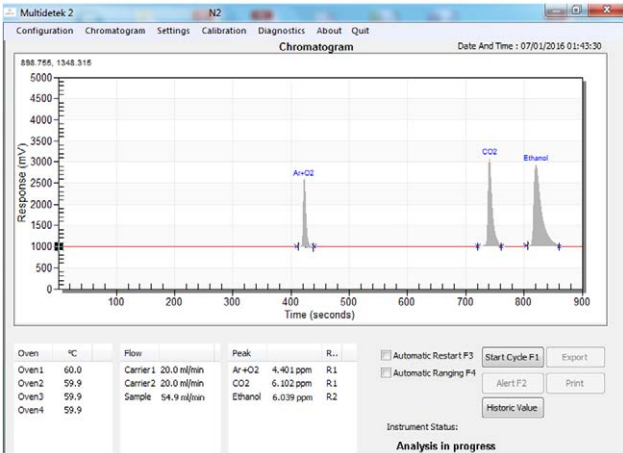 Multidetek 2 N2
Configuration Chromatogram Settings Calibration Diagnostics About Quit
Chromatogram Date And Time : 07/01/2016 01:43:30
898.755, 1348.315
5000
4500
4000
3500
3000
2500
2000
1500
1000
500
0
Response (mV)
Ar+O2
CO2
Ethanol
100 200 300 400 500 600 700 800 900
Time (seconds)
Oven °C Flow Peak R..
Oven1 60.0 Carrier1 20.0 ml/min Ar+O2 4.401 ppm R1
Oven2 59.9 Carrier2 20.0 ml/min CO2 6.102 ppm R1
Oven3 59.9 Sample 54.9 ml/min Ethanol 6.039 ppm R2
Oven4 59.9
Automatic Restart F3 Start Cycle F1 Export
Automatic Ranging F4 Alert F2 Print
Historic Value
Instrument Status:
Analysis in progress